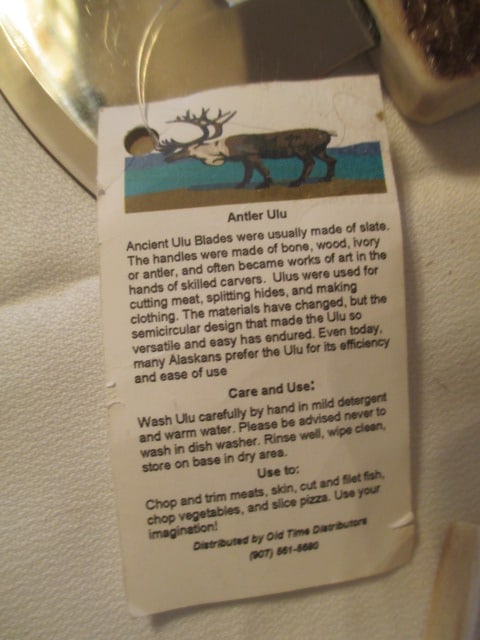 Antler Ulu
Ancient Ulu Blades were usually made of slate.
The handles were made of bone, wood, ivory
or antler, and often became works of art in the
hands of skilled carvers. Ulus were used for
cutting meat, splitting hides, and making
clothing. The materials have changed, but the
semicircular design that made the Ulu so
versatile and easy has endured. Even today,
many Alaskans prefer the Ulu for its efficiency
and ease of use
Care and Use:
Wash Ulu carefully by hand in mild detergent
and warm water. Please be advised never to
wash in dish washer. Rinse well, wipe clean,
store on base in dry area.
Use to:
Chop and trim meats, skin, cut and filet fish,
chop vegetables, and slice pizza. Use your
imagination!
Distributed by Old Time Distributors
(907)